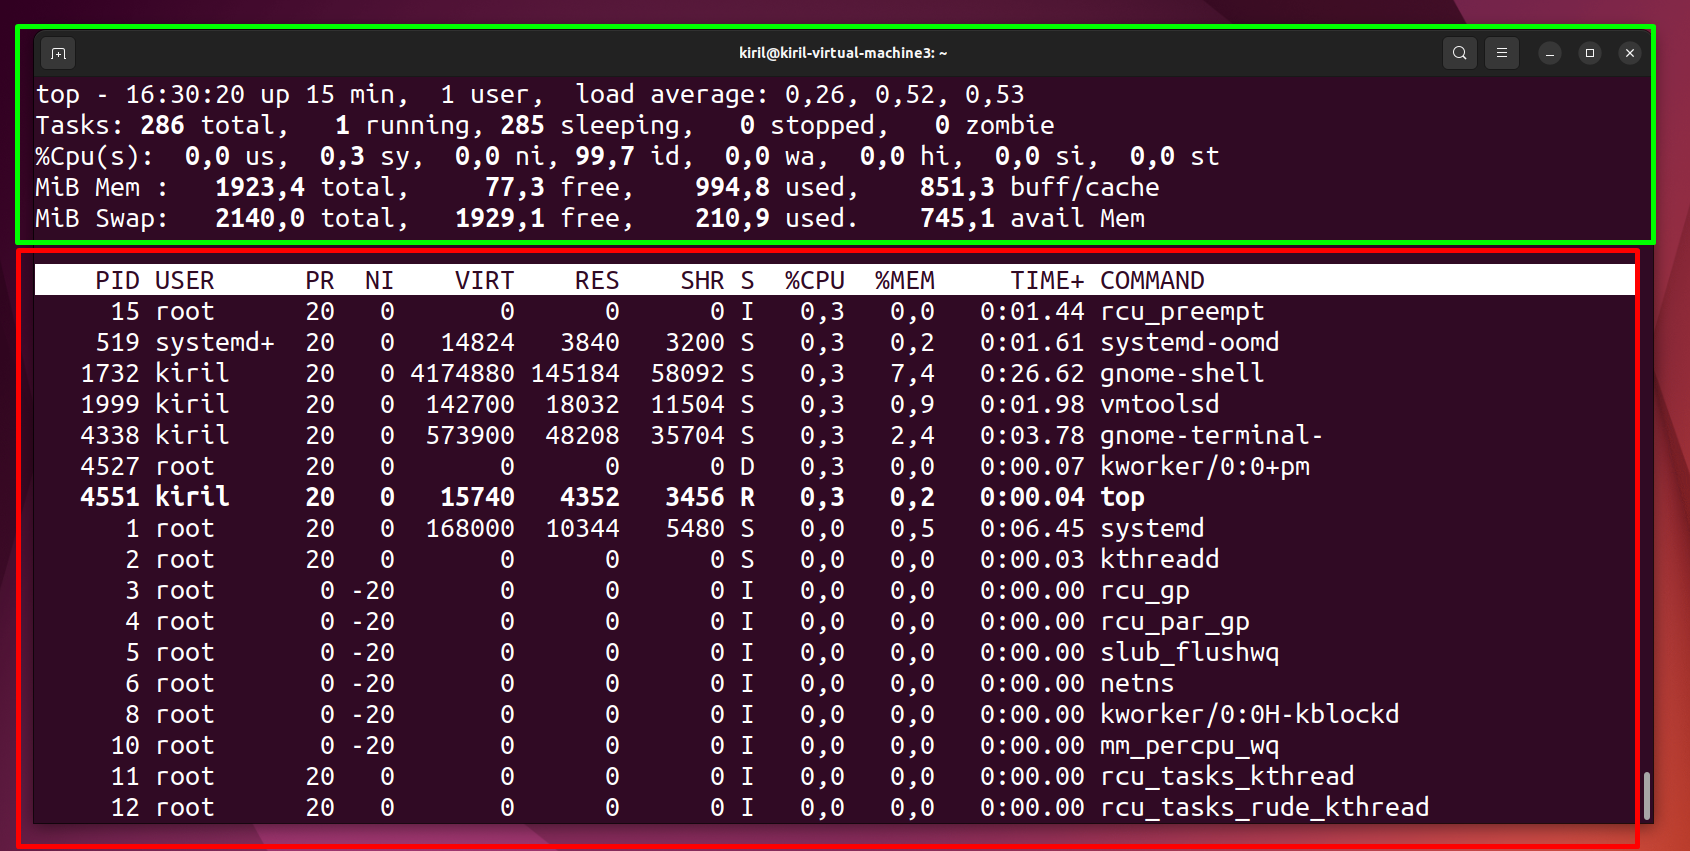 kiril@kiril-virtual-machine3: ~
top - 16:30:20 up 15 min,  1 user,  load average: 0,26, 0,52, 0,53
Tasks: 286 total,   1 running, 285 sleeping,   0 stopped,   0 zombie
%Cpu(s):  0,0 us,  0,3 sy,  0,0 ni, 99,7 id,  0,0 wa,  0,0 hi,  0,0 si,  0,0 st
MiB Mem :   1923,4 total,     77,3 free,    994,8 used,    851,3 buff/cache
MiB Swap:   2140,0 total,   1929,1 free,    210,9 used.    745,1 avail Mem
    PID USER      PR  NI    VIRT    RES    SHR S  %CPU  %MEM     TIME+ COMMAND
     15 root      20   0       0      0      0 I   0,3   0,0   0:01.44 rcu_preempt
    519 systemd+  20   0   14824   3840   3200 S   0,3   0,2   0:01.61 systemd-oomd
   1732 kiril     20   0 4174880 145184  58092 S   0,3   7,4   0:26.62 gnome-shell
   1999 kiril     20   0  142700  18032  11504 S   0,3   0,9   0:01.98 vmtoolsd
   4338 kiril     20   0  573900  48208  35704 S   0,3   2,4   0:03.78 gnome-terminal-
   4527 root      20   0       0      0      0 D   0,3   0,0   0:00.07 kworker/0:0+pm
   4551 kiril     20   0   15740   4352   3456 R   0,3   0,2   0:00.04 top
      1 root      20   0  168000  10344   5480 S   0,0   0,5   0:06.45 systemd
      2 root      20   0       0      0      0 S   0,0   0,0   0:00.03 kthreadd
      3 root       0 -20       0      0      0 I   0,0   0,0   0:00.00 rcu_gp
      4 root       0 -20       0      0      0 I   0,0   0,0   0:00.00 rcu_par_gp
      5 root       0 -20       0      0      0 I   0,0   0,0   0:00.00 slub_flushwq
      6 root       0 -20       0      0      0 I   0,0   0,0   0:00.00 netns
      8 root       0 -20       0      0      0 I   0,0   0,0   0:00.00 kworker/0:0H-kblockd
     10 root       0 -20       0      0      0 I   0,0   0,0   0:00.00 mm_percpu_wq
     11 root      20   0       0      0      0 I   0,0   0,0   0:00.00 rcu_tasks_kthread
     12 root      20   0       0      0      0 I   0,0   0,0   0:00.00 rcu_tasks_rude_kthread